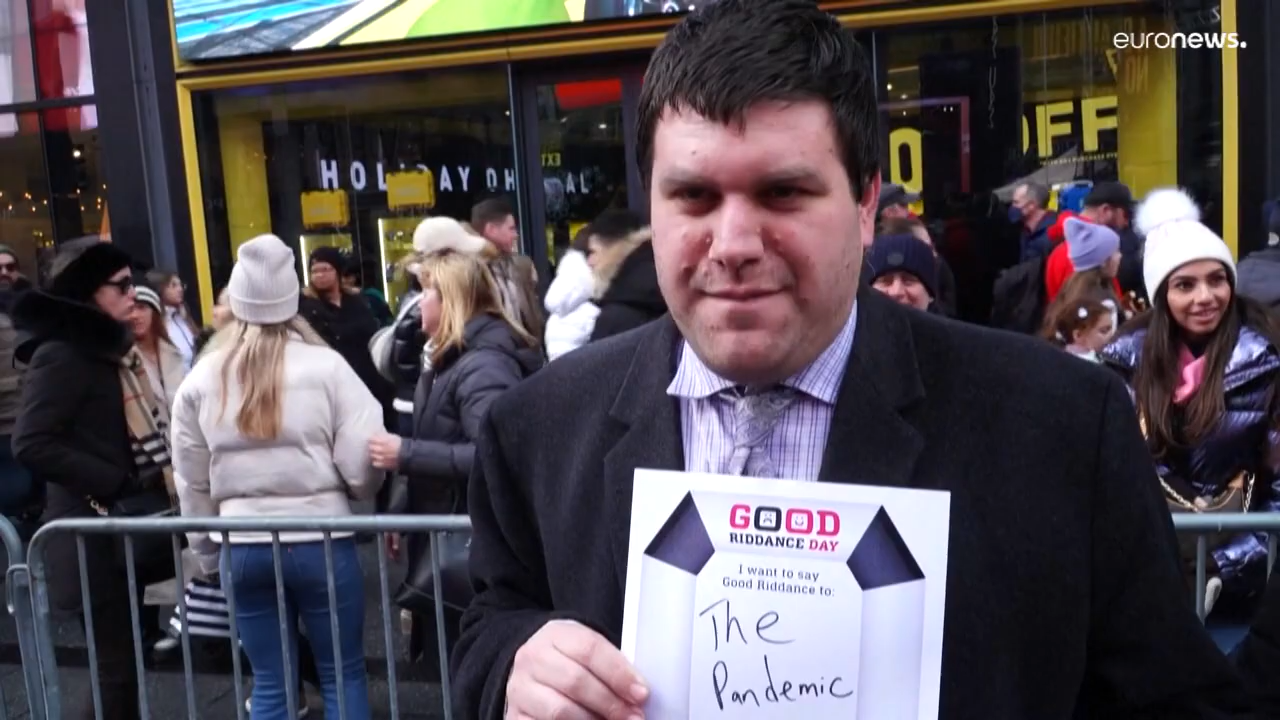 euronews.
HOLIDAY
OFF
GOOD
RIDDANCE DAY
I want to say
Good Riddance to:
The
Pandemic